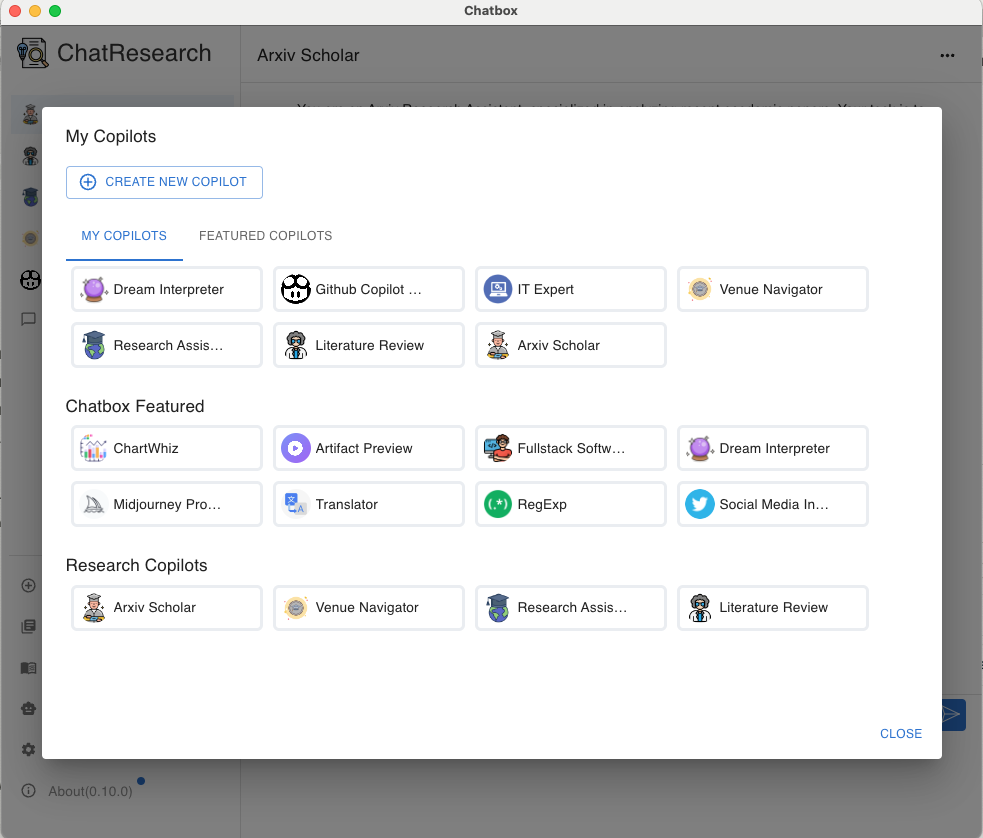 Chatbox
ChatResearch
Arxiv Scholar
My Copilots
CREATE NEW COPILOT
MY COPILOTS
FEATURED COPILOTS
Dream Interpreter
Github Copilot ...
IT Expert
Venue Navigator
Research Assis...
Literature Review
Arxiv Scholar
Chatbox Featured
ChartWhiz
Artifact Preview
Fullstack Softw...
Dream Interpreter
Midjourney Pro...
Translator
(.*)
RegExp
Social Media In...
Research Copilots
Arxiv Scholar
Venue Navigator
Research Assis...
Literature Review
CLOSE
About(0.10.0)